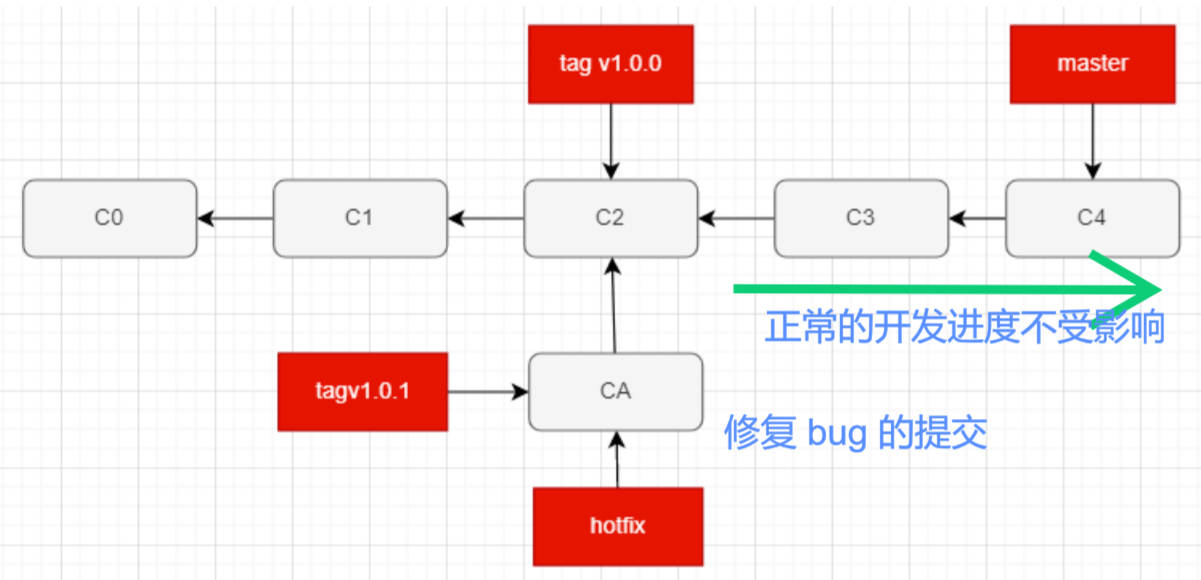 tag v1.0.0
master
C0
C1
C2
C3
C4
正常的开发进度不受影响
tagv1.0.1
CA
修复 bug 的提交
hotfix